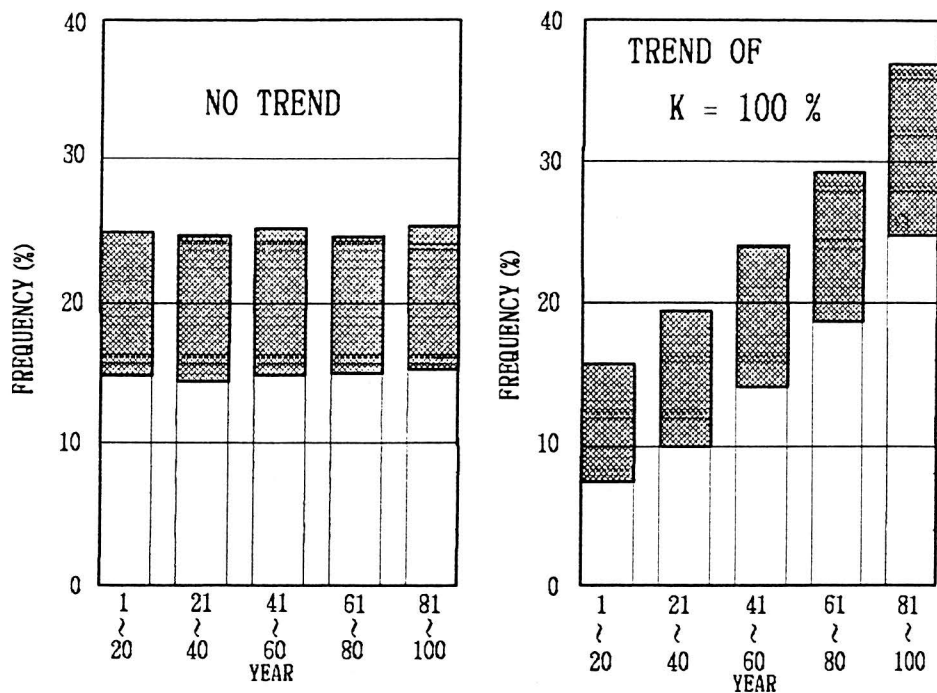 NO TREND
FREQUENCY (%)
40
30
20
10
0
1 ~ 20
21 ~ 40
41 ~ 60
61 ~ 80
81 ~ 100
YEAR
TREND OF
K = 100 %
FREQUENCY (%)
40
30
20
10
0
1 ~ 20
21 ~ 40
41 ~ 60
61 ~ 80
81 ~ 100
YEAR